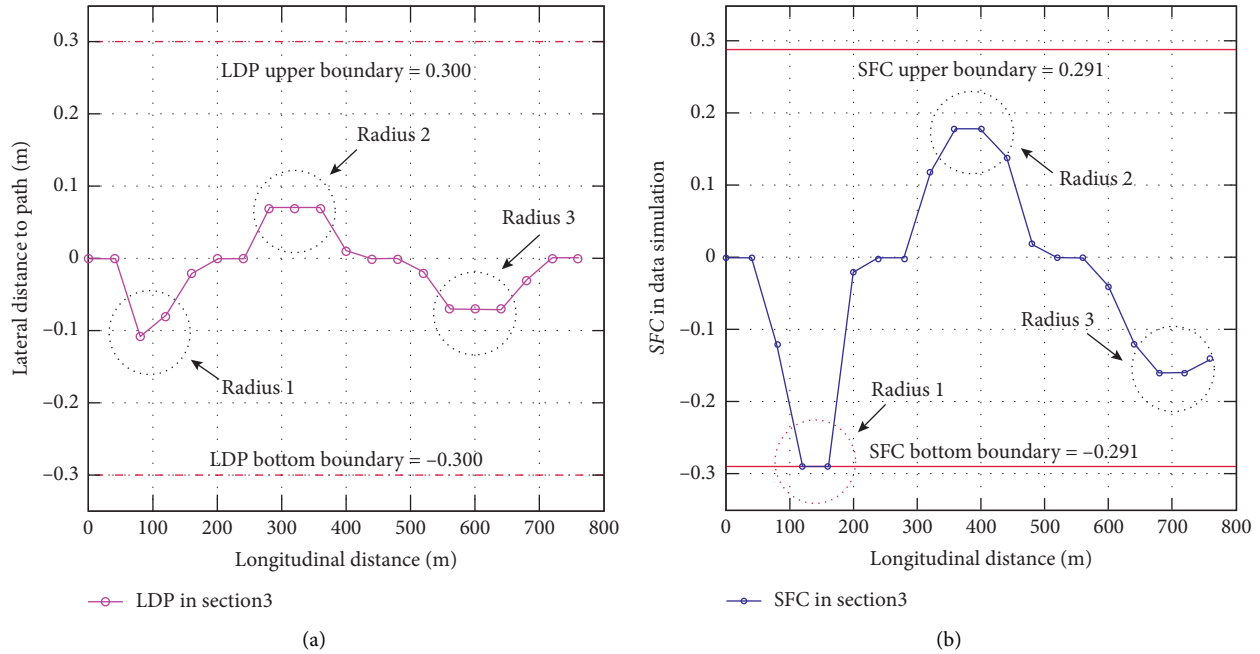 0.3
0.2
0.1
0
–0.1
–0.2
–0.3
Lateral distance to path (m)
LDP upper boundary = 0.300
Radius 2
Radius 3
Radius 1
LDP bottom boundary = –0.300
0 100 200 300 400 500 600 700 800
Longitudinal distance (m)
LDP in section3
(a)
0.3
0.2
0.1
0
–0.1
–0.2
–0.3
SFC in data simulation
SFC upper boundary = 0.291
Radius 2
Radius 3
Radius 1
SFC bottom boundary = –0.291
0 100 200 300 400 500 600 700 800
Longitudinal distance (m)
SFC in section3
(b)